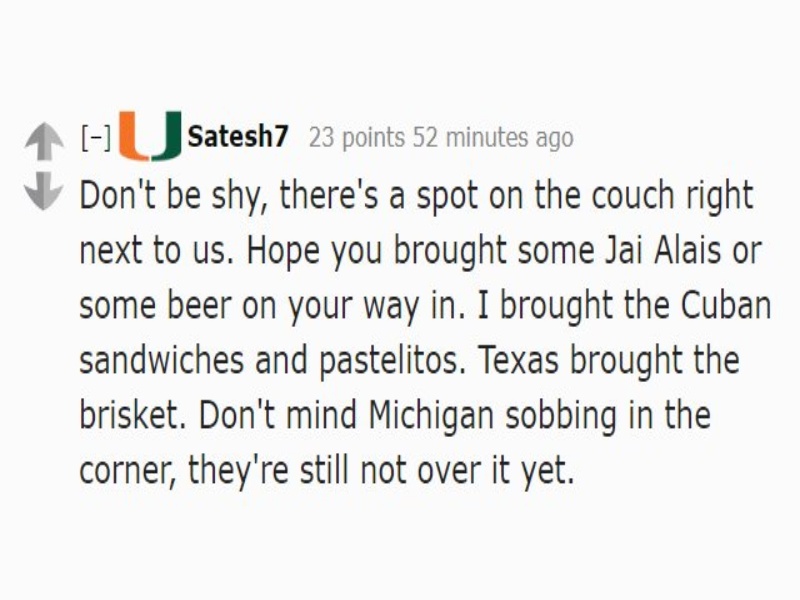 [–] U Satesh7 23 points 52 minutes ago
Don't be shy, there's a spot on the couch right
next to us. Hope you brought some Jai Alais or
some beer on your way in. I brought the Cuban
sandwiches and pastelitos. Texas brought the
brisket. Don't mind Michigan sobbing in the
corner, they're still not over it yet.